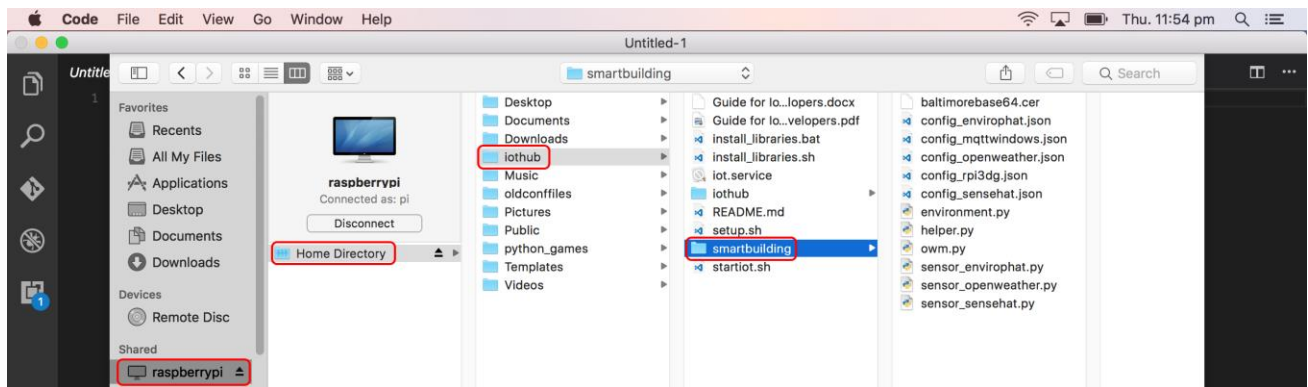 Code File Edit View Go Window Help Thu. 11:54 pm
Untitled-1
Untitle smartbuilding Search
1
Favorites
Recents
All My Files
Applications
Desktop
Documents
Downloads
Devices
Remote Disc
Shared
raspberrypi
raspberrypi
Connected as: pi
Disconnect
Home Directory
Desktop
Documents
Downloads
iothub
Music
oldconffiles
Pictures
Public
python_games
Templates
Videos
Guide for lo...lopers.docx
Guide for lo...velopers.pdf
install_libraries.bat
install_libraries.sh
iot.service
iothub
README.md
setup.sh
smartbuilding
startiot.sh
baltimorebase64.cer
config_envirophat.json
config_mqttwindows.json
config_openweather.json
config_rpi3dg.json
config_sensehat.json
environment.py
helper.py
owm.py
sensor_envirophat.py
sensor_openweather.py
sensor_sensehat.py
1